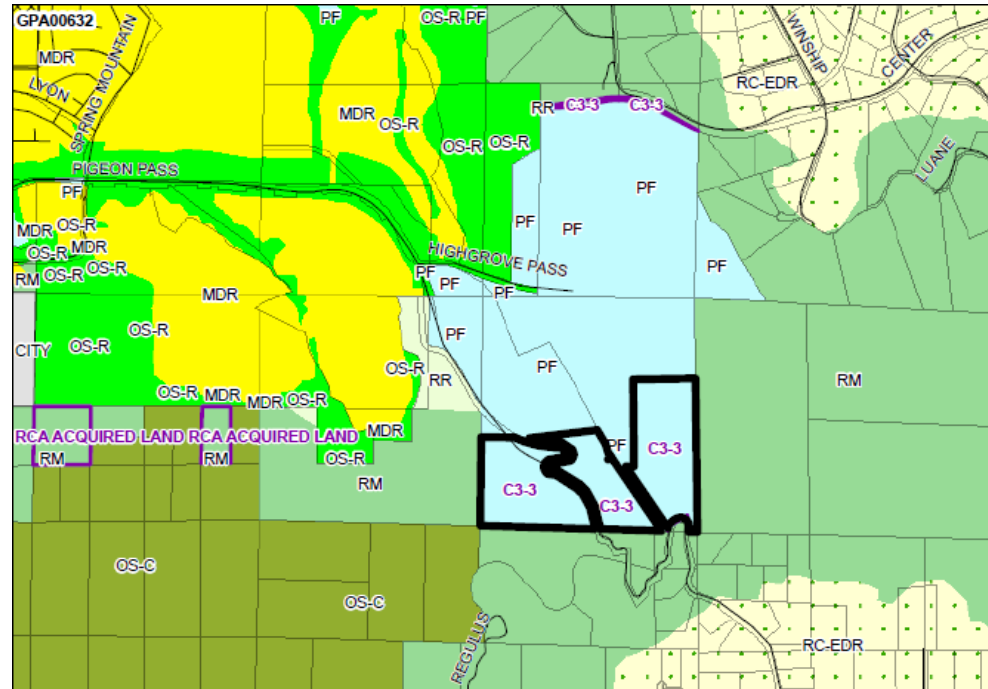 GPA00632
PF
OS-R PF
WINSHIP
CENTER
MDR
LYON
SPRING MOUNTAIN
RC-EDR
MDR
OS-R
RR
C3-3
C3-3
OS-R
OS-R
LUANE
PIGEON PASS
PF
PF
PF
PF
MDR
OS-R
OS-R
MDR
OS-R
OS-R
RM
HIGHGROVE PASS
PF
PF
PF
PF
MDR
OS-R
PF
PF
CITY
OS-R
OS-R
RR
RM
OS-R
MDR
MDR
OS-R
RCA ACQUIRED LAND
RCA ACQUIRED LAND
MDR
PF
C3-3
RM
RM
OS-R
RM
C3-3
C3-3
OS-C
OS-C
REGULUS
RC-EDR